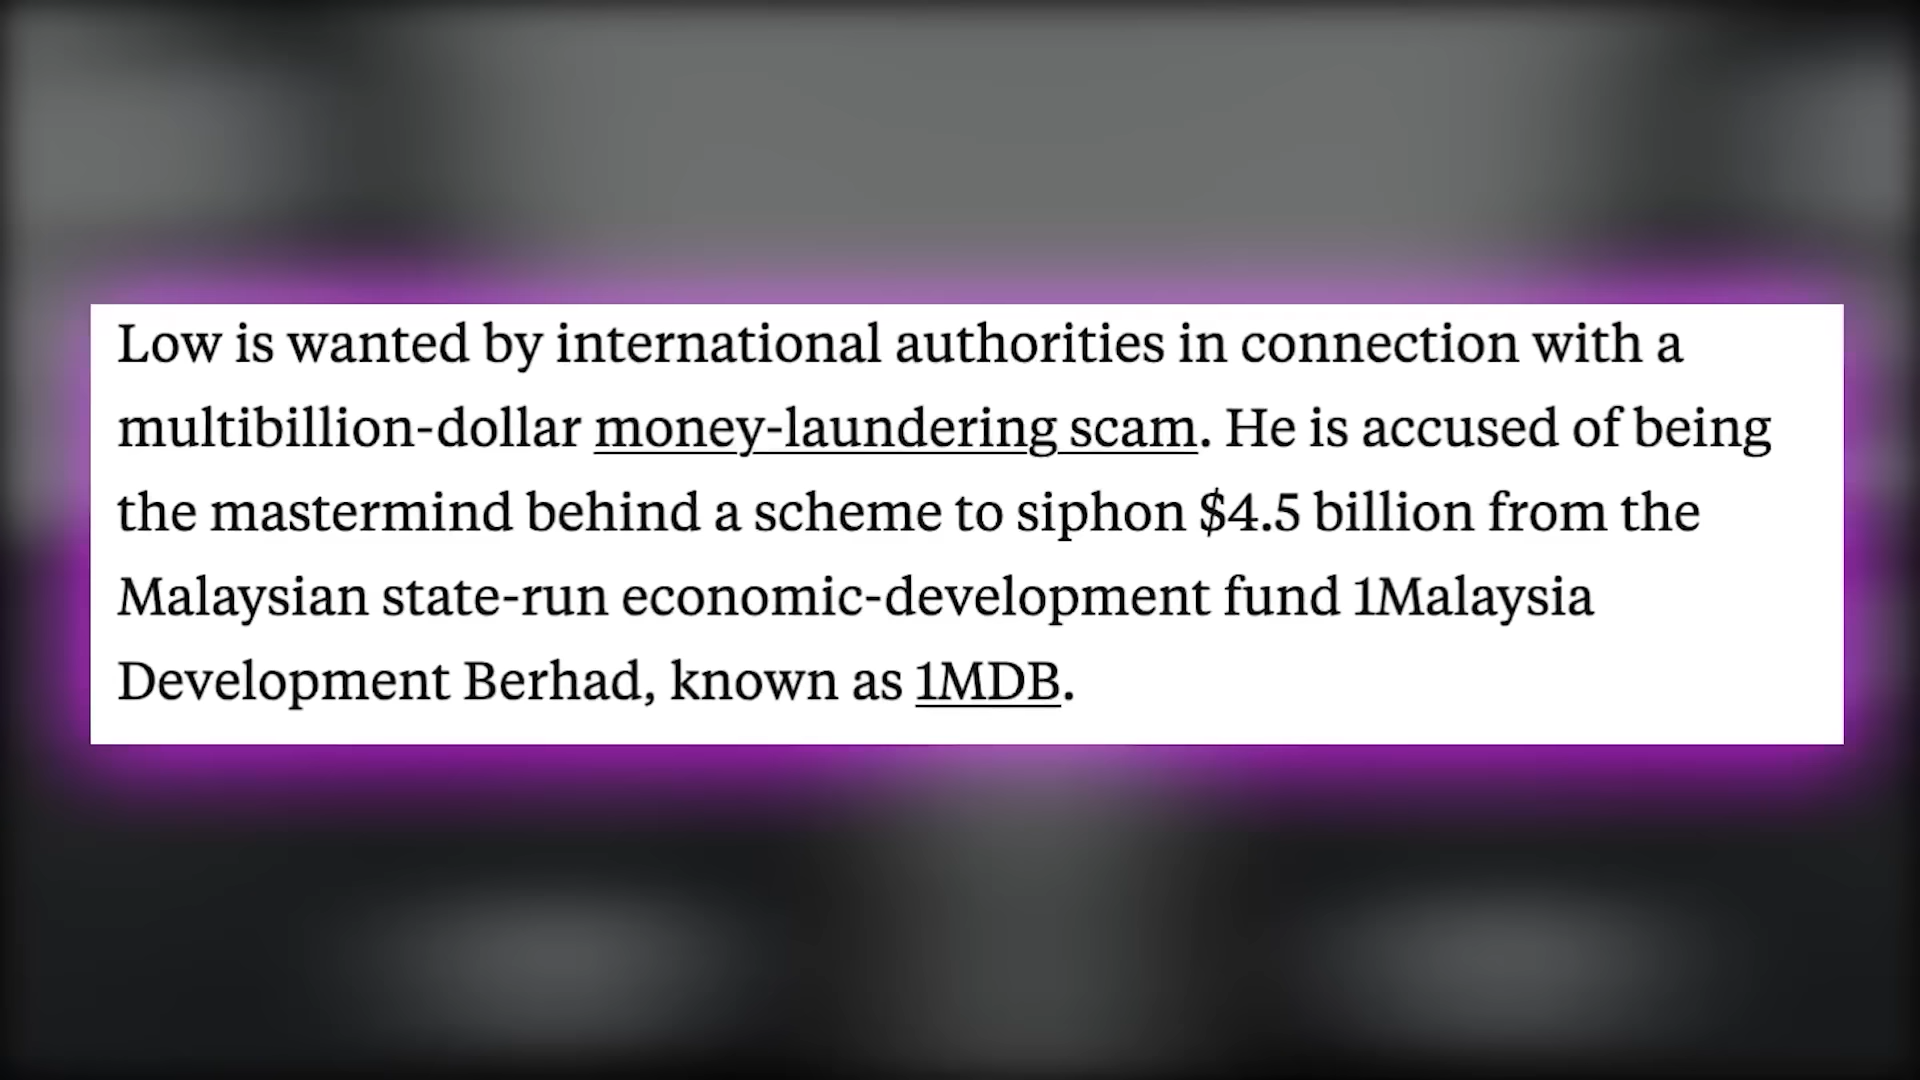 Low is wanted by international authorities in connection with a
multibillion-dollar money-laundering scam. He is accused of being
the mastermind behind a scheme to siphon $4.5 billion from the
Malaysian state-run economic-development fund 1Malaysia
Development Berhad, known as 1MDB.